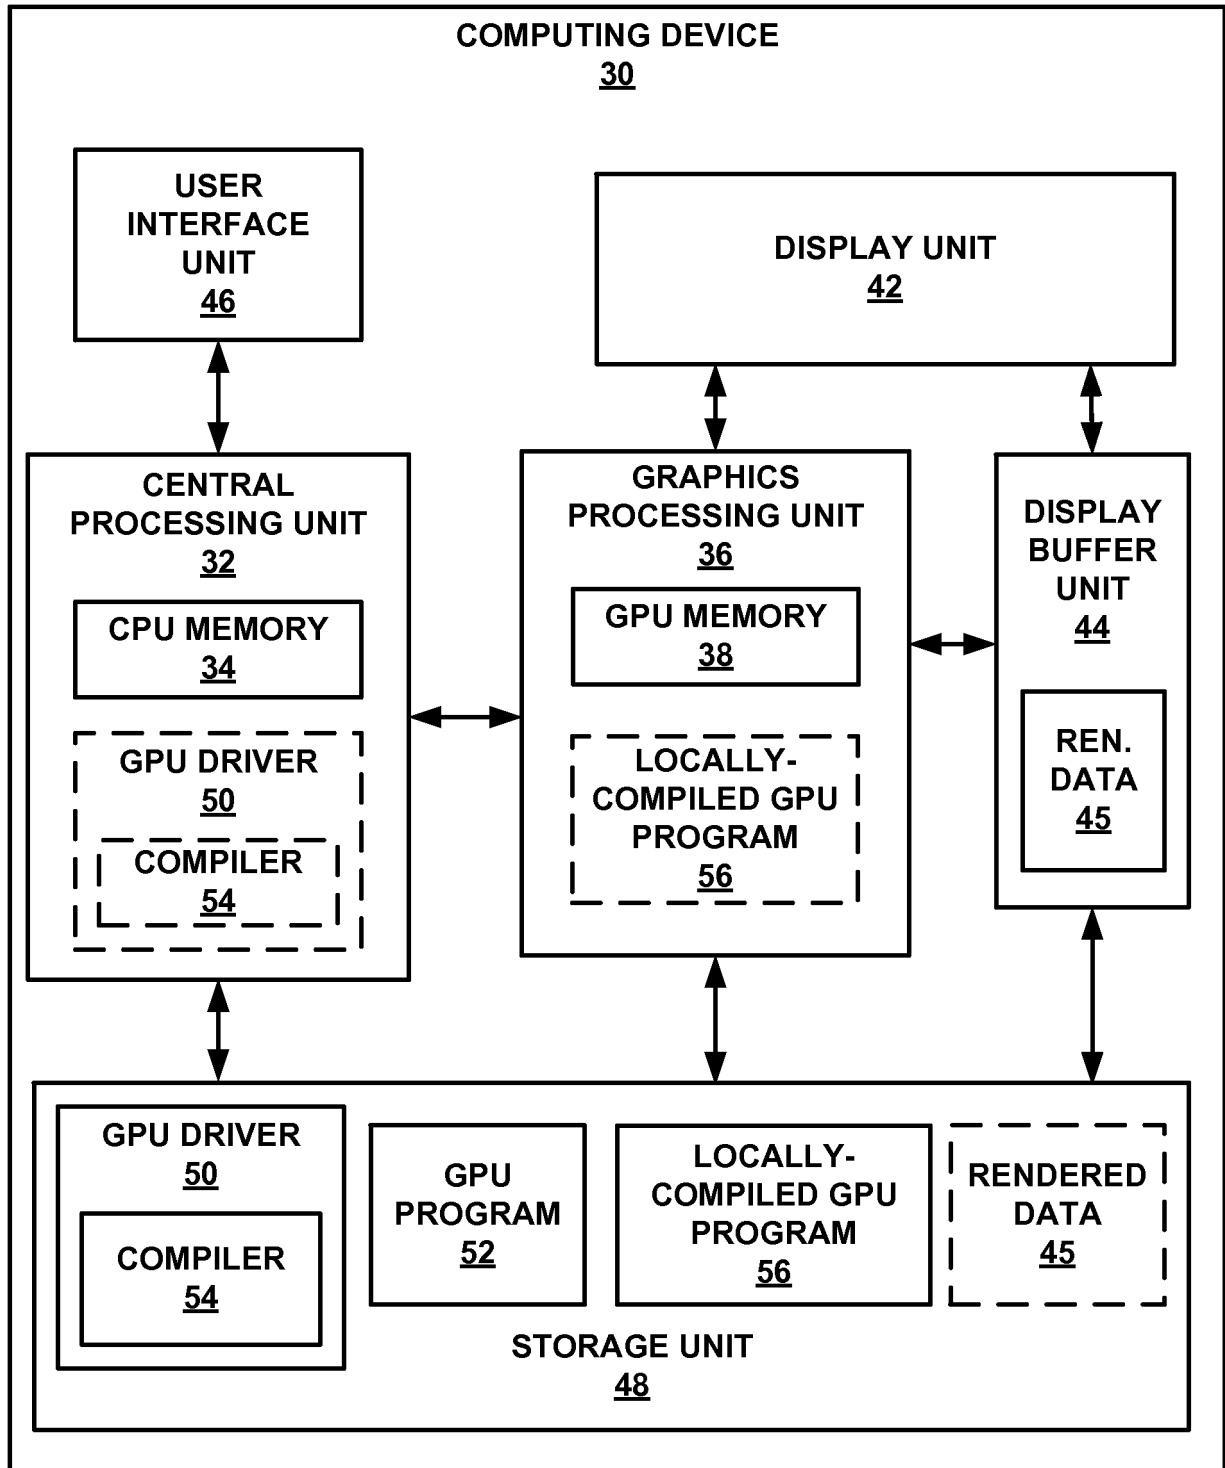 COMPUTING DEVICE
30
USER
INTERFACE
UNIT
46
DISPLAY UNIT
42
CENTRAL
PROCESSING UNIT
32
CPU MEMORY
34
GPU DRIVER
50
COMPILER
54
GRAPHICS
PROCESSING UNIT
36
GPU MEMORY
38
LOCALLY-
COMPILED GPU
PROGRAM
56
DISPLAY
BUFFER
UNIT
44
REN.
DATA
45
GPU DRIVER
50
COMPILER
54
GPU
PROGRAM
52
LOCALLY-
COMPILED GPU
PROGRAM
56
RENDERED
DATA
45
STORAGE UNIT
48